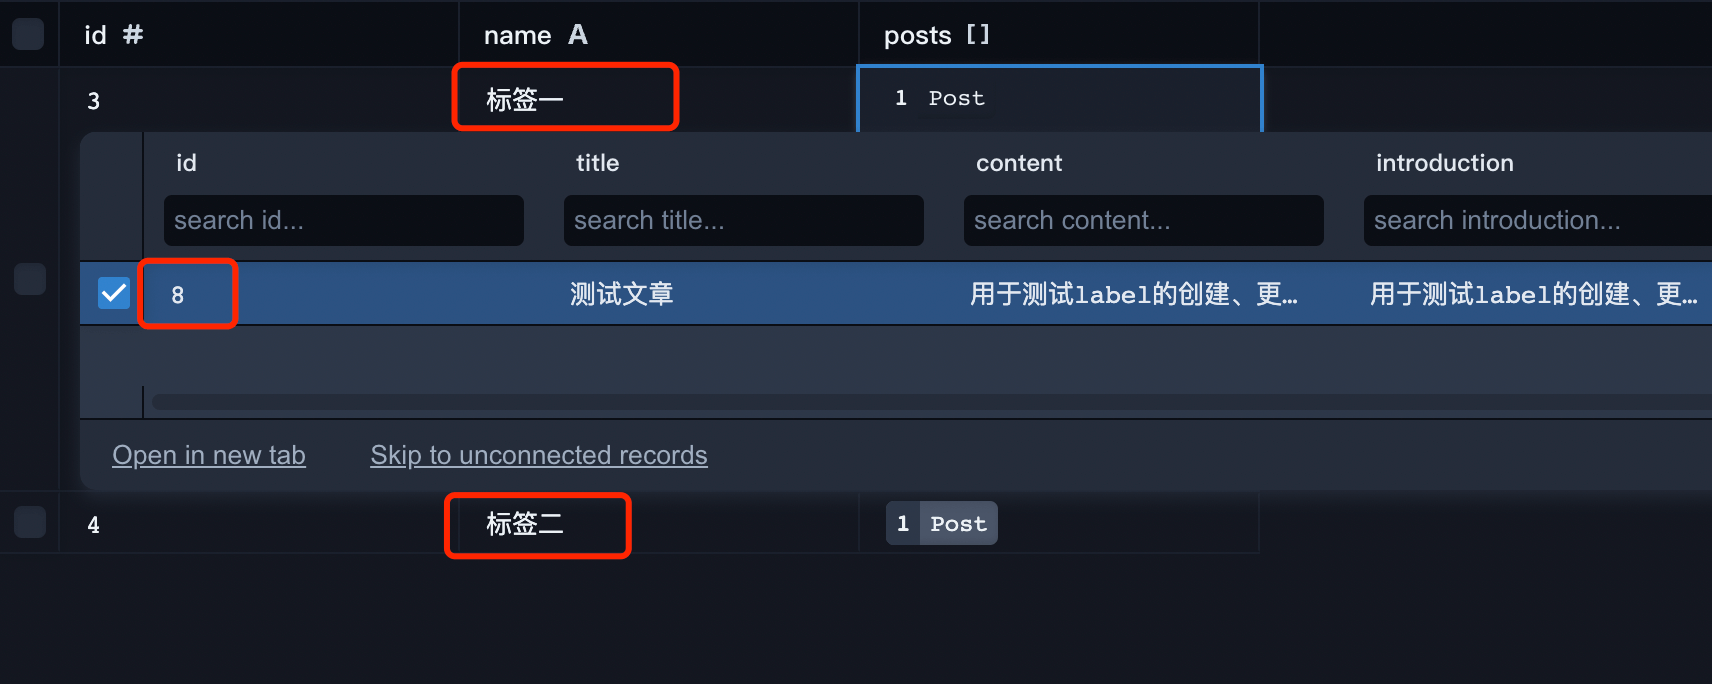 id # name A posts []
3 标签一 1 Post
id title content introduction
search id... search title... search content... search introduction...
8 测试文章 用于测试label的创建、更… 用于测试label的创建、更…
Open in new tab Skip to unconnected records
4 标签二 1 Post